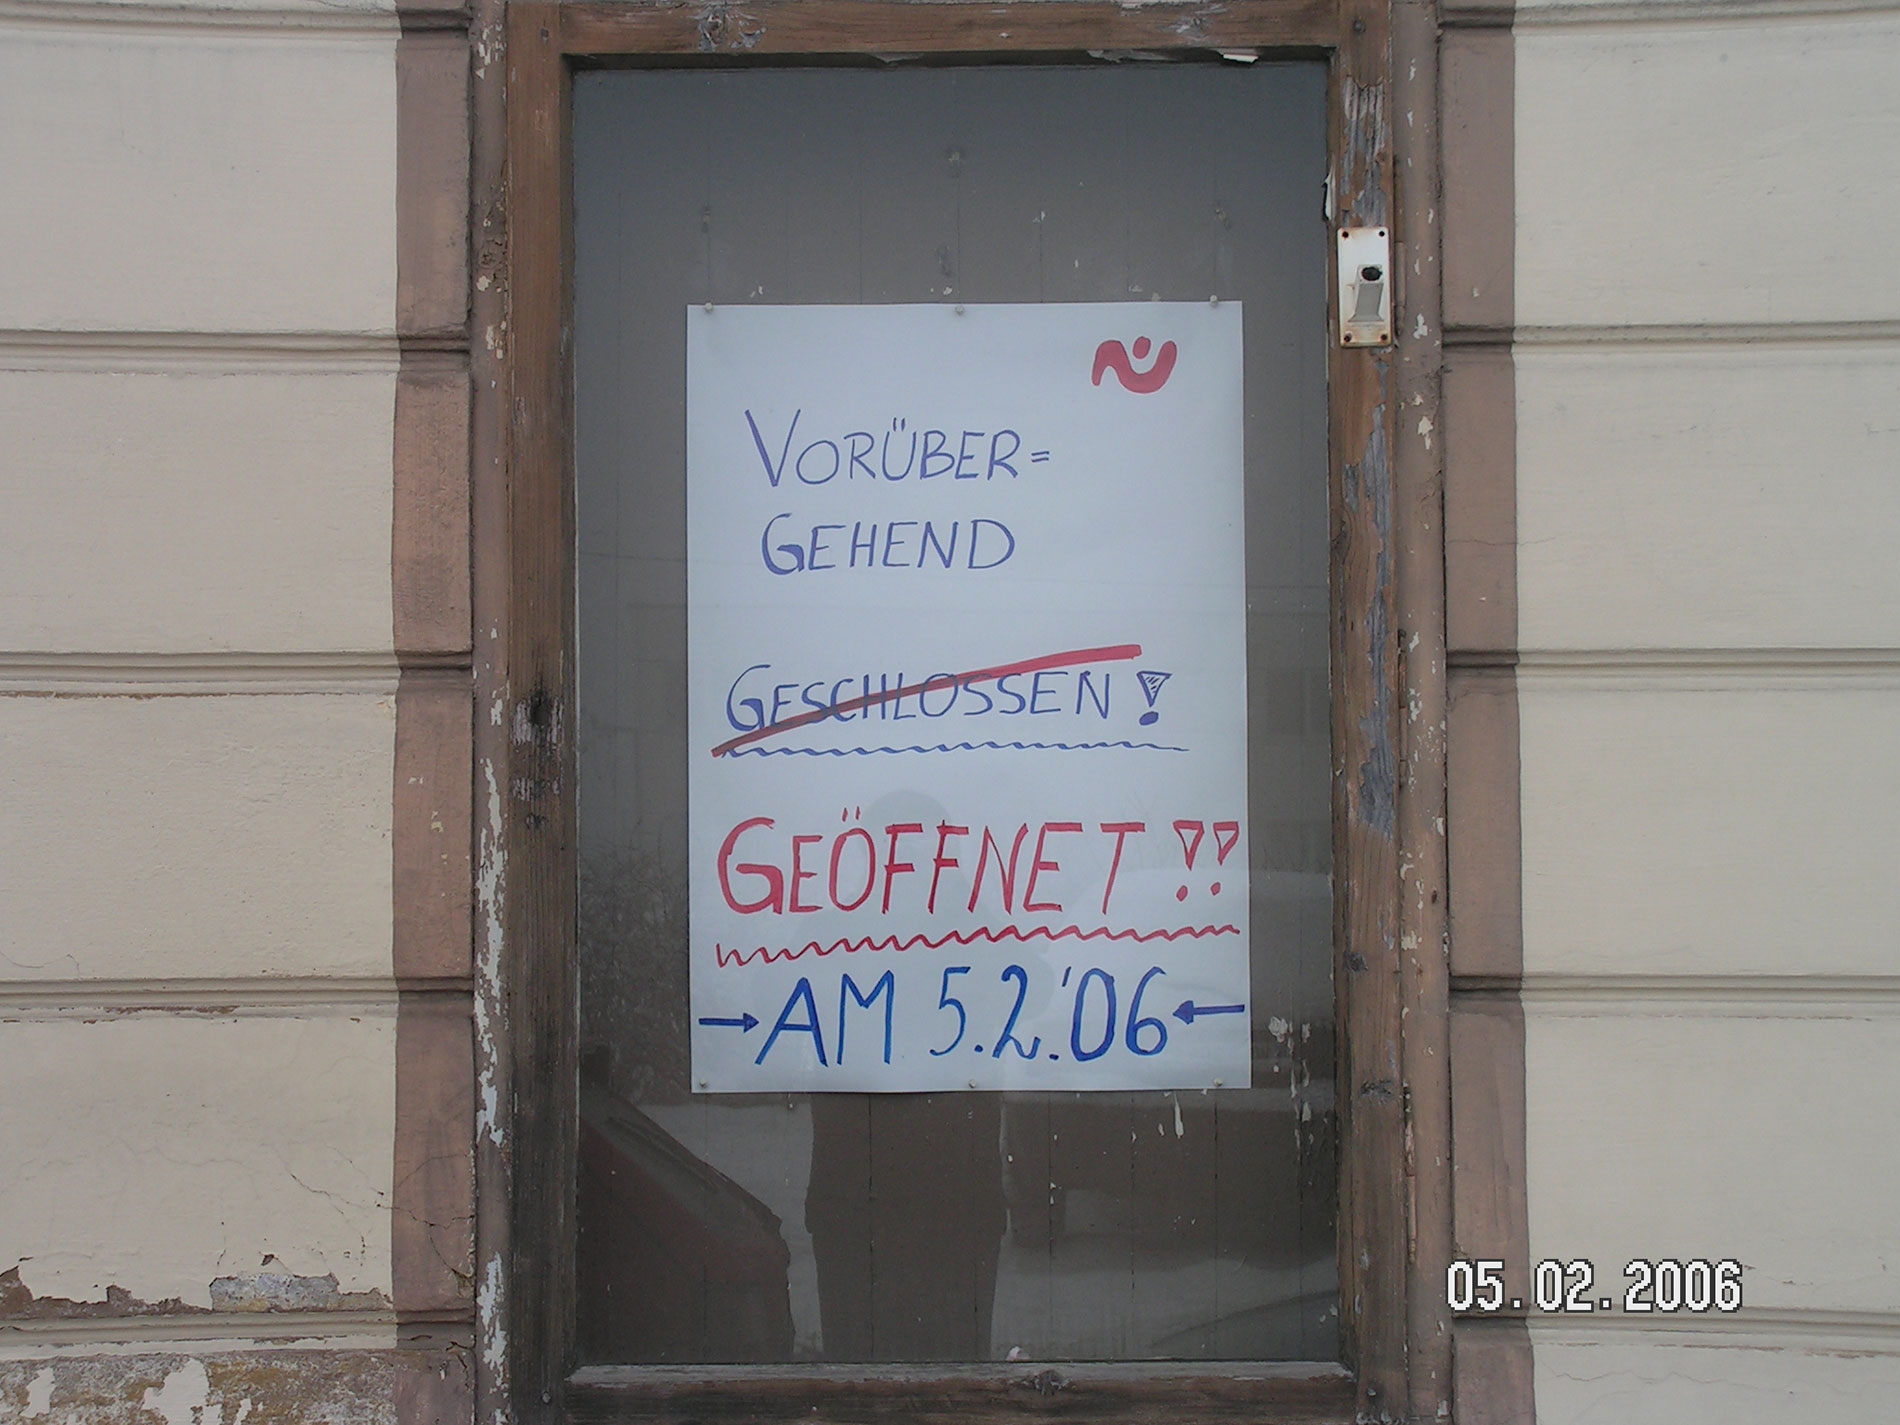 VORÜBER=
GEHEND
GESCHLOSSEN!
GEÖFFNET!!
→AM 5.2.'06←
05.02.2006